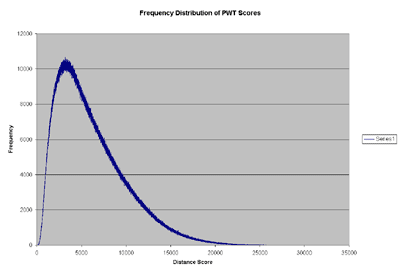 Frequency Distribution of PWT Scores
12000
10000
8000
6000
4000
2000
0
Frequency
0 5000 10000 15000 20000 25000 30000 35000
Distance Score
Series1